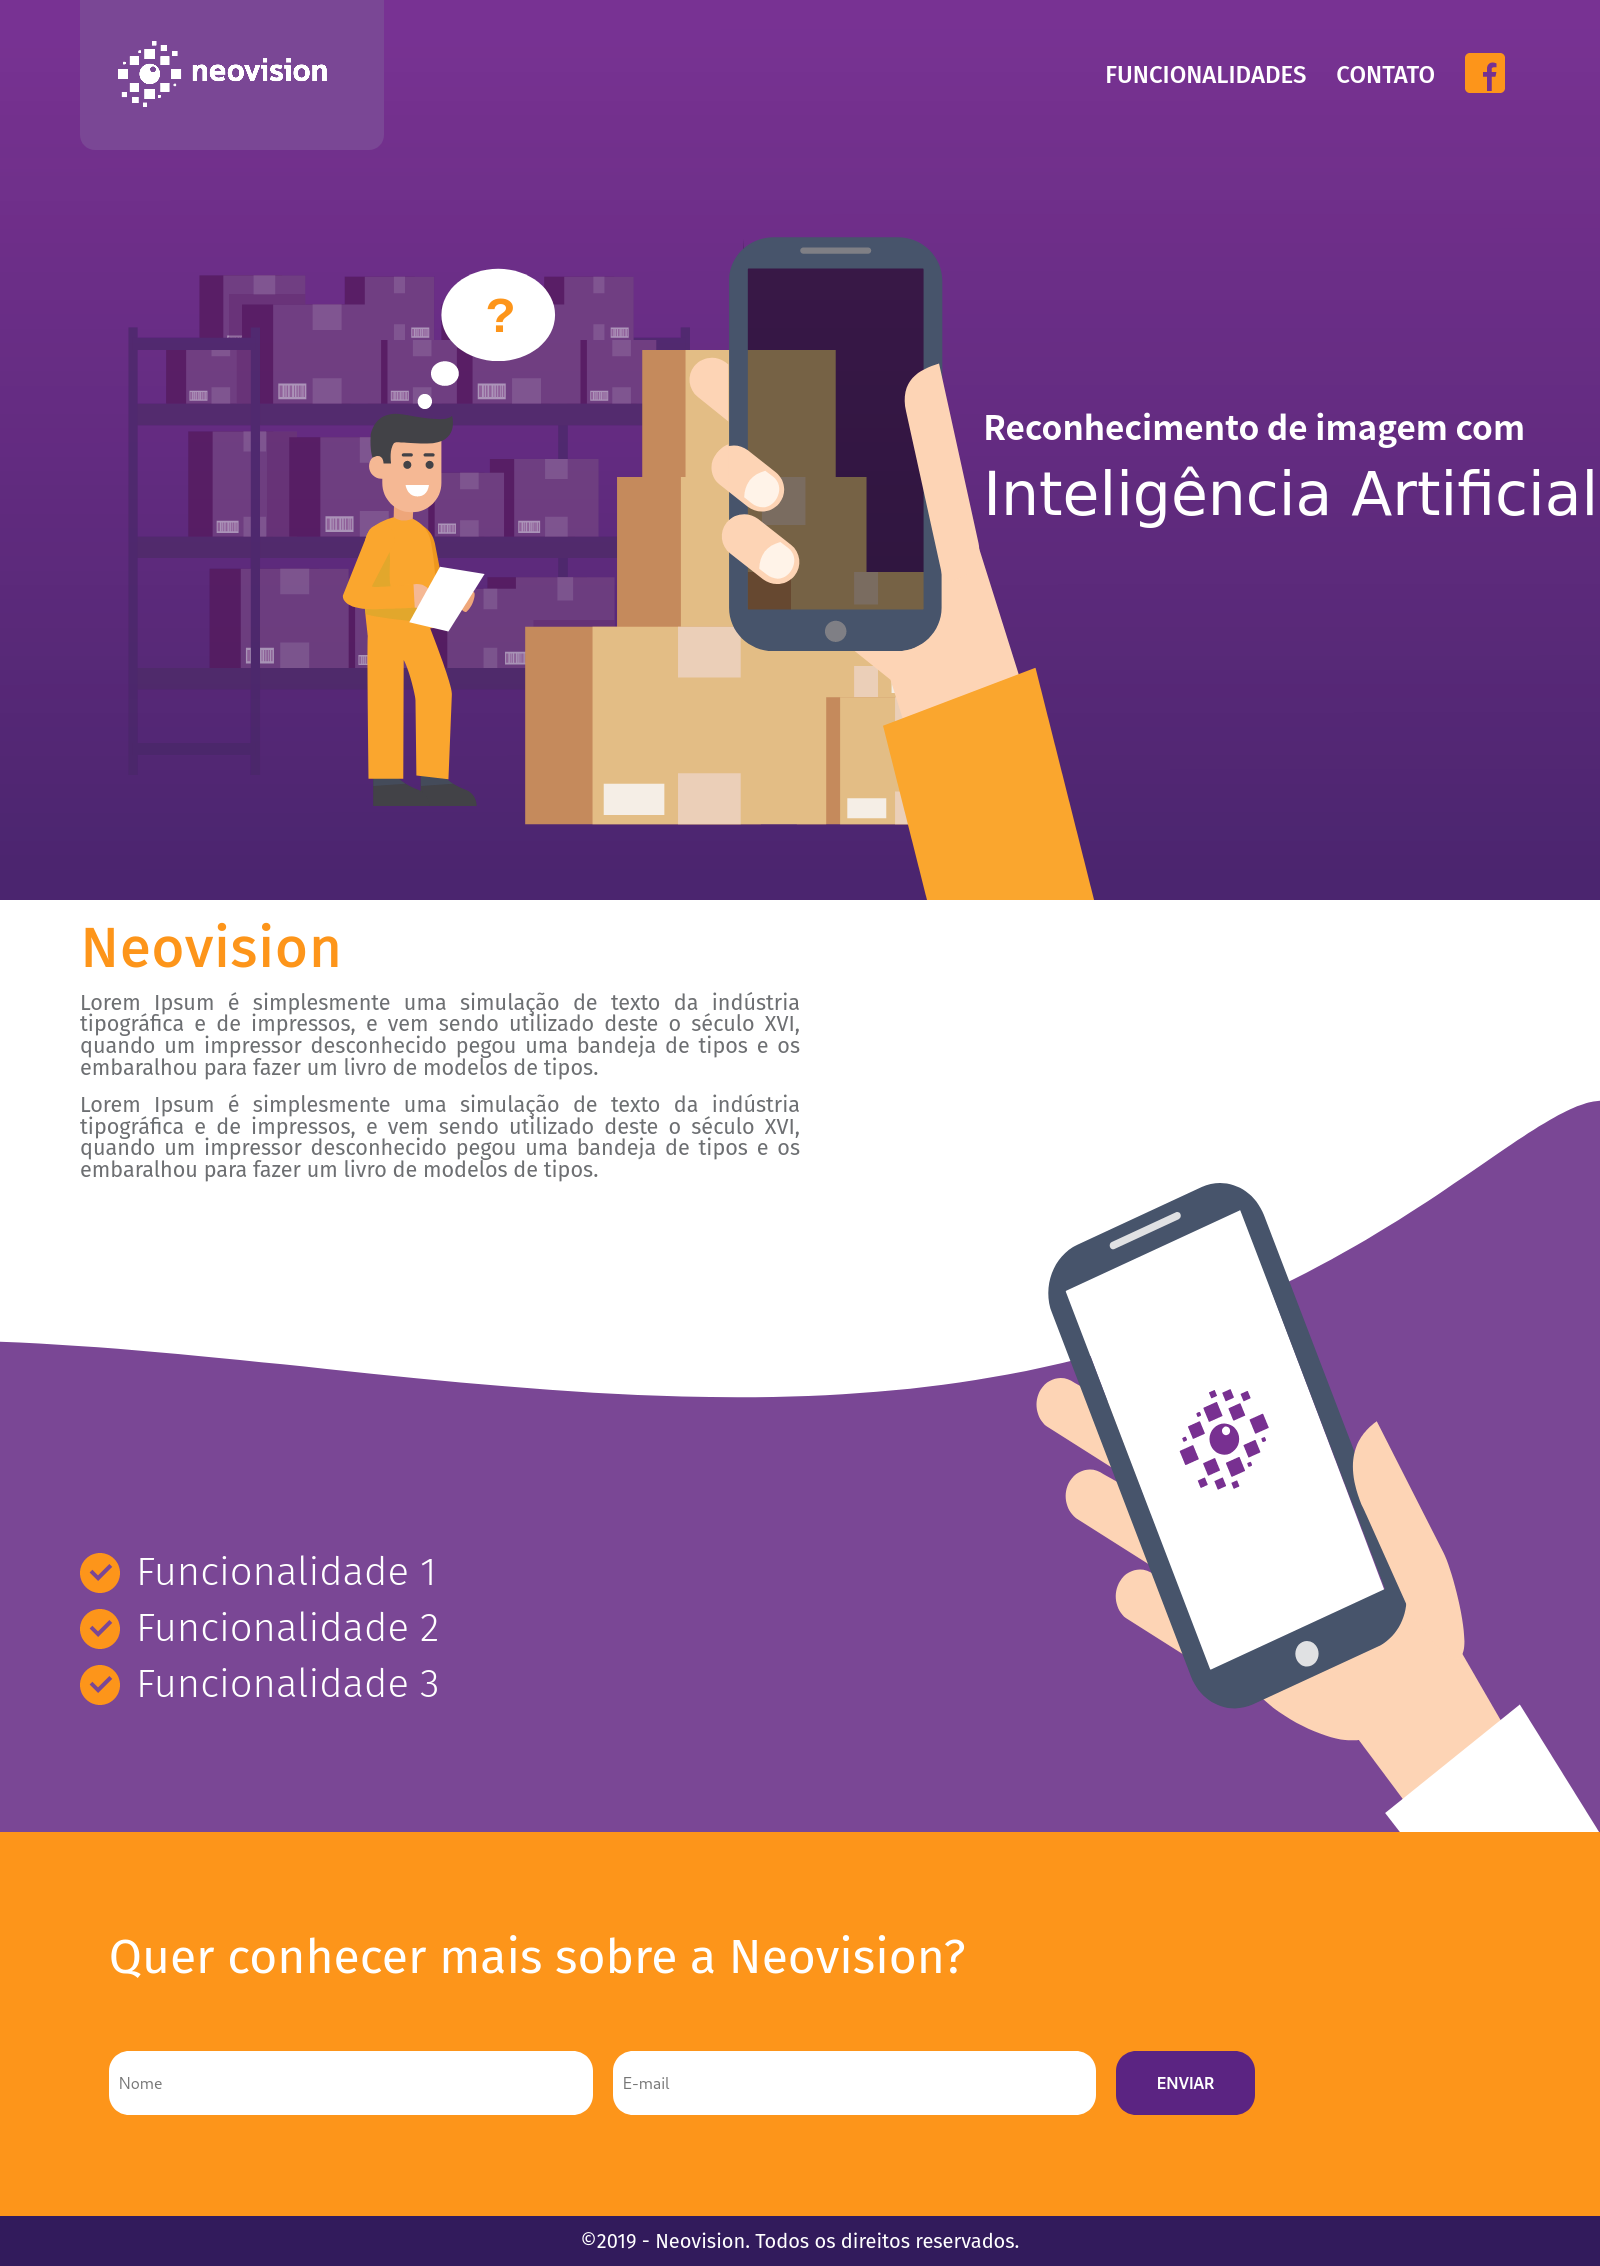 neovision
FUNCIONALIDADES CONTATO
?
Reconhecimento de imagem com
Inteligência Artificial
Neovision
Lorem Ipsum é simplesmente uma simulação de texto da indústria
tipográfica e de impressos, e vem sendo utilizado deste o século XVI,
quando um impressor desconhecido pegou uma bandeja de tipos e os
embaralhou para fazer um livro de modelos de tipos.
Lorem Ipsum é simplesmente uma simulação de texto da indústria
tipográfica e de impressos, e vem sendo utilizado deste o século XVI,
quando um impressor desconhecido pegou uma bandeja de tipos e os
embaralhou para fazer um livro de modelos de tipos.
Funcionalidade 1
Funcionalidade 2
Funcionalidade 3
Quer conhecer mais sobre a Neovision?
Nome E-mail ENVIAR
©2019 - Neovision. Todos os direitos reservados.